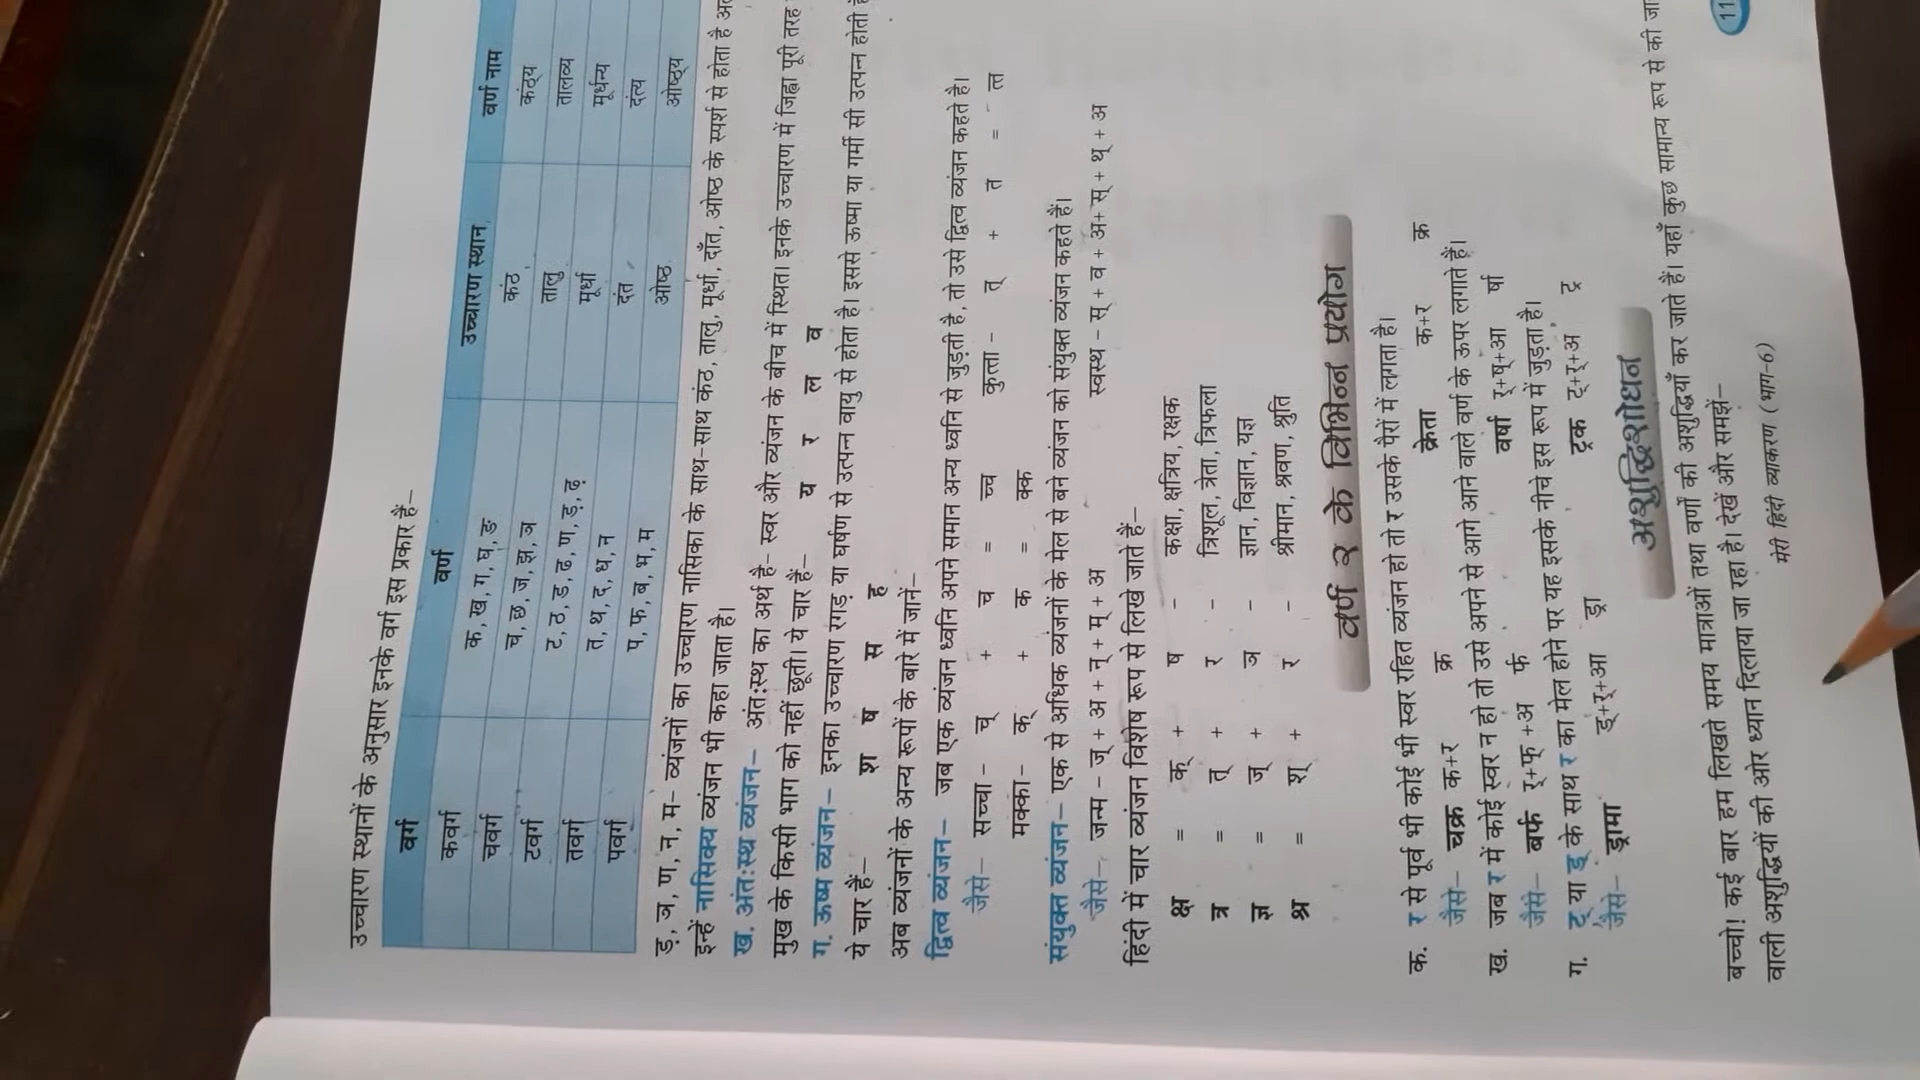 उच्चारण स्थानों के अनुसार इनके वर्ग इस प्रकार हैं–
वर्ग वर्ण उच्चारण स्थान वर्ण नाम
कवर्ग क, ख, ग, घ, ङ कंठ कंठ्य
चवर्ग च, छ, ज, झ, ञ तालु तालव्य
टवर्ग ट, ठ, ड, ढ, ण, ड़, ढ़ मूर्धा मूर्धन्य
तवर्ग त, थ, द, ध, न दंत दंत्य
पवर्ग प, फ, ब, भ, म ओष्ठ ओष्ठ्य
ङ, ञ, ण, न, म– व्यंजनों का उच्चारण नासिका के साथ-साथ कंठ, तालु, मूर्धा, दाँत, ओष्ठ के स्पर्श से होता है
इन्हें नासिक्य व्यंजन भी कहा जाता है।
ख. अंत:स्थ व्यंजन– अंत:स्थ का अर्थ है– स्वर और व्यंजन के बीच में स्थित। इनके उच्चारण में जिह्वा पूरी तरह
मुख के किसी भाग को नहीं छूती। ये चार हैं– य र ल व
ग. ऊष्म व्यंजन– इनका उच्चारण रगड़ या घर्षण से उत्पन्न वायु से होता है। इससे ऊष्मा या गर्मी सी उत्पन्न होती
ये चार हैं– श ष स ह
अब व्यंजनों के अन्य रूपों के बारे में जानें–
द्वित्व व्यंजन– जब एक व्यंजन ध्वनि अपने समान अन्य ध्वनि से जुड़ती है, तो उसे द्वित्व व्यंजन कहते है।
जैसे– सच्चा - च् + च = च्च कुत्ता - त् + त = त्त
मक्का - क् + क = क्क
संयुक्त व्यंजन– एक से अधिक व्यंजनों के मेल से बने व्यंजन को संयुक्त व्यंजन कहते हैं।
जैसे–, जन्म – ज् + अ + न् + म् + अ स्वस्थ – स् + व + अ+ स् + थ् + अ
हिंदी में चार व्यंजन विशेष रूप से लिखे जाते हैं–
क्ष = क् + ष - कक्षा, क्षत्रिय, रक्षक
त्र = त् + र - त्रिशूल, त्रेता, त्रिफला
ज्ञ = ज् + ञ - ज्ञान, विज्ञान, यज्ञ
श्र = श् + र - श्रीमान, श्रवण, श्रुति
वर्ण र के विभिन्न प्रयोग
क. र से पूर्व भी कोई भी स्वर रहित व्यंजन हो तो र उसके पैरों में लगाता है।
जैसे– चक्र क+र क्र क्रेता क+र क्र
ख. जब र में कोई स्वर न हो तो उसे अपने से आगे आने वाले वर्ण के ऊपर लगाते हैं।
जैसे– बर्फ र्+फ् + अ र्फ वर्षा र्+ष्+आ र्षा
ग. ट् या ड् के साथ र का मेल होने पर यह इसके नीचे इस रूप में जुड़ता है।
जैसे– ड्रामा ड्+र्+आ ड्रा ट्रक ट्+र्+अ ट्र
अशुद्धिशोधन
बच्चो! कई बार हम लिखते समय मात्राओं तथा वर्णों की अशुद्धियाँ कर जाते हैं। यहाँ कुछ सामान्य रूप से की जा
वाली अशुद्धियों की ओर ध्यान दिलाया जा रहा है। देखें और समझें–
मेरी हिंदी व्याकरण (भाग-6)
11